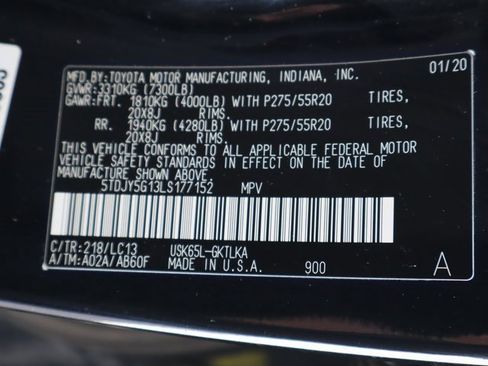 MFD.BY:TOYOTA MOTOR MANUFACTURING, INDIANA, INC. 01/20
GVWR:3310KG (7300LB)
GAWR:FRT. 1810KG (4000LB) WITH P275/55R20 TIRES,
20X8J RIMS.
RR. 1940KG (4280LB) WITH P275/55R20 TIRES,
20X8J RIMS.
THIS VEHICLE CONFORMS TO ALL APPLICABLE FEDERAL MOTOR
VEHICLE SAFETY STANDARDS IN EFFECT ON THE DATE OF
MANUFACTURE SHOWN ABOVE.
5TDJY5G13LS177152 MPV
C/TR:218/LC13 USK65L-GKTLKA
A/TM:A02A/AB60F MADE IN U.S.A. 900 A